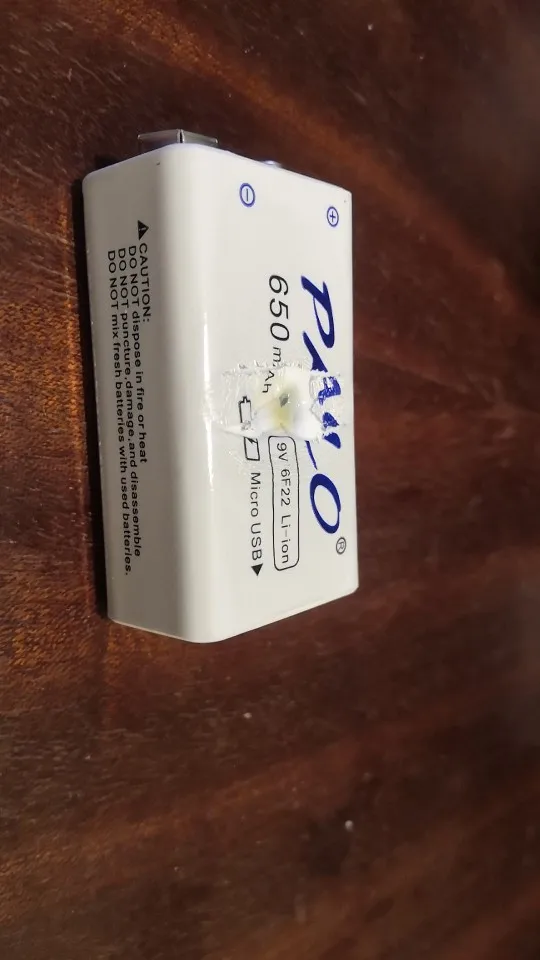 ⊖ ⊕
PALO®
650 mAh
9V 6F22 Li-ion
Micro USB▶
⚠CAUTION:
DO NOT dispose in fire or heat
DO NOT puncture,damage,and disassemble
DO NOT mix fresh batteries with used batteries.